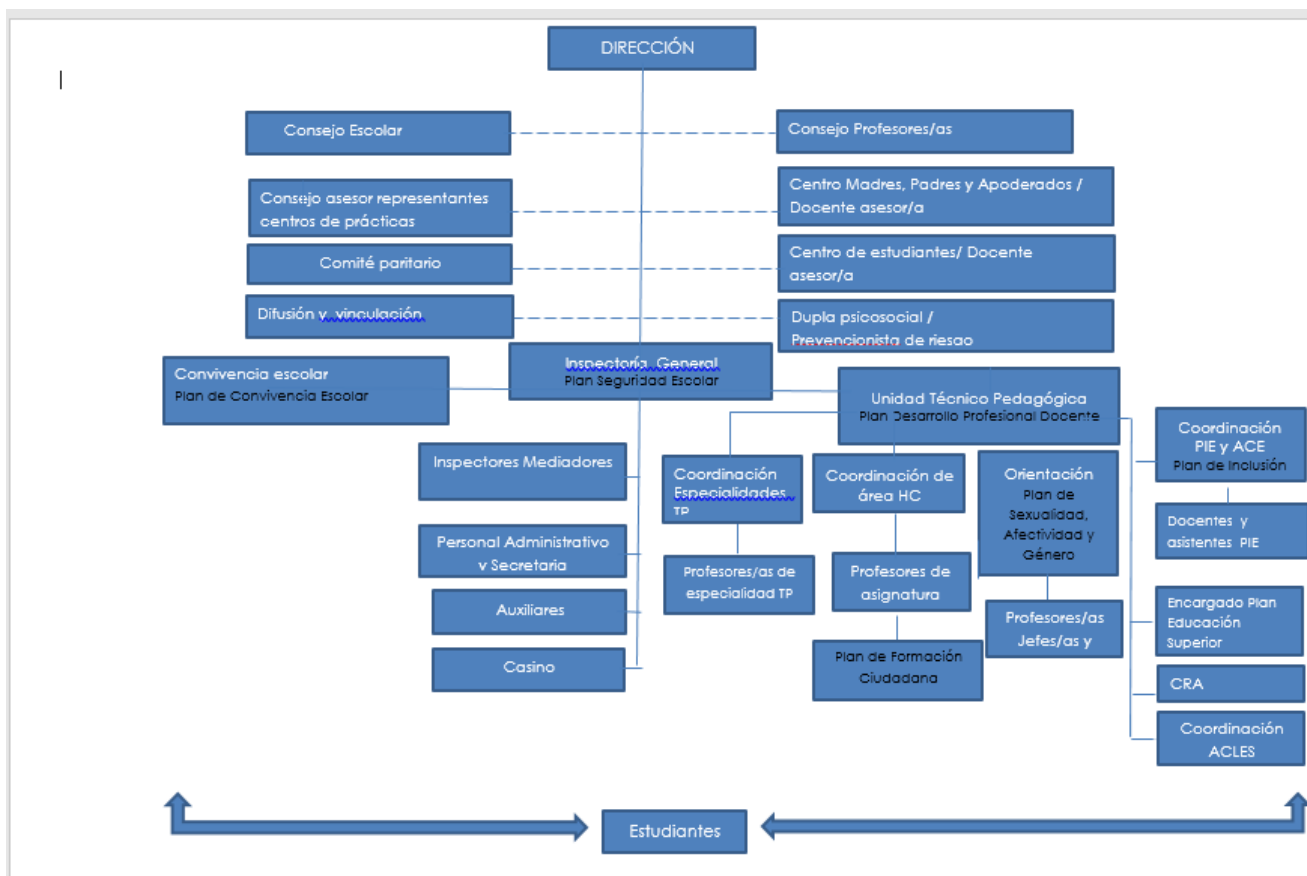 DIRECCIÓN
Consejo Escolar
Consejo Profesores/as
Consejo asesor representantes
centros de prácticas
Centro Madres, Padres y Apoderados /
Docente asesor/a
Comité paritario
Centro de estudiantes/ Docente
asesor/a
Difusión y vinculación
Dupla psicosocial /
Prevencionista de riesgo
Inspectoría General
Plan Seguridad Escolar
Convivencia escolar
Plan de Convivencia Escolar
Unidad Técnico Pedagógica
Plan Desarrollo Profesional Docente
Inspectores Mediadores
Personal Administrativo
y Secretaria
Auxiliares
Casino
Coordinación
Especialidades
TP
Profesores/as de
especialidad TP
Coordinación de
área HC
Profesores de
asignatura
Plan de Formación
Ciudadana
Orientación
Plan de
Sexualidad,
Afectividad y
Género
Profesores/as
Jefes/as y
Coordinación
PIE y ACE
Plan de Inclusión
Docentes y
asistentes PIE
Encargado Plan
Educación
Superior
CRA
Coordinación
ACLES
Estudiantes